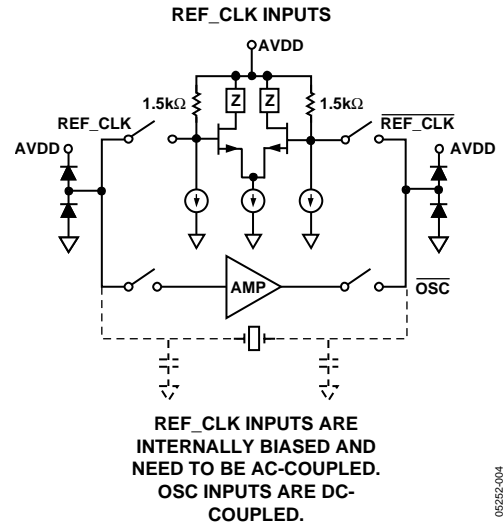 REF_CLK INPUTS
AVDD
1.5kΩ Z Z 1.5kΩ
REF_CLK REF_CLK
AVDD AVDD
AMP OSC
REF_CLK INPUTS ARE
INTERNALLY BIASED AND
NEED TO BE AC-COUPLED.
OSC INPUTS ARE DC-
COUPLED.
05252-004